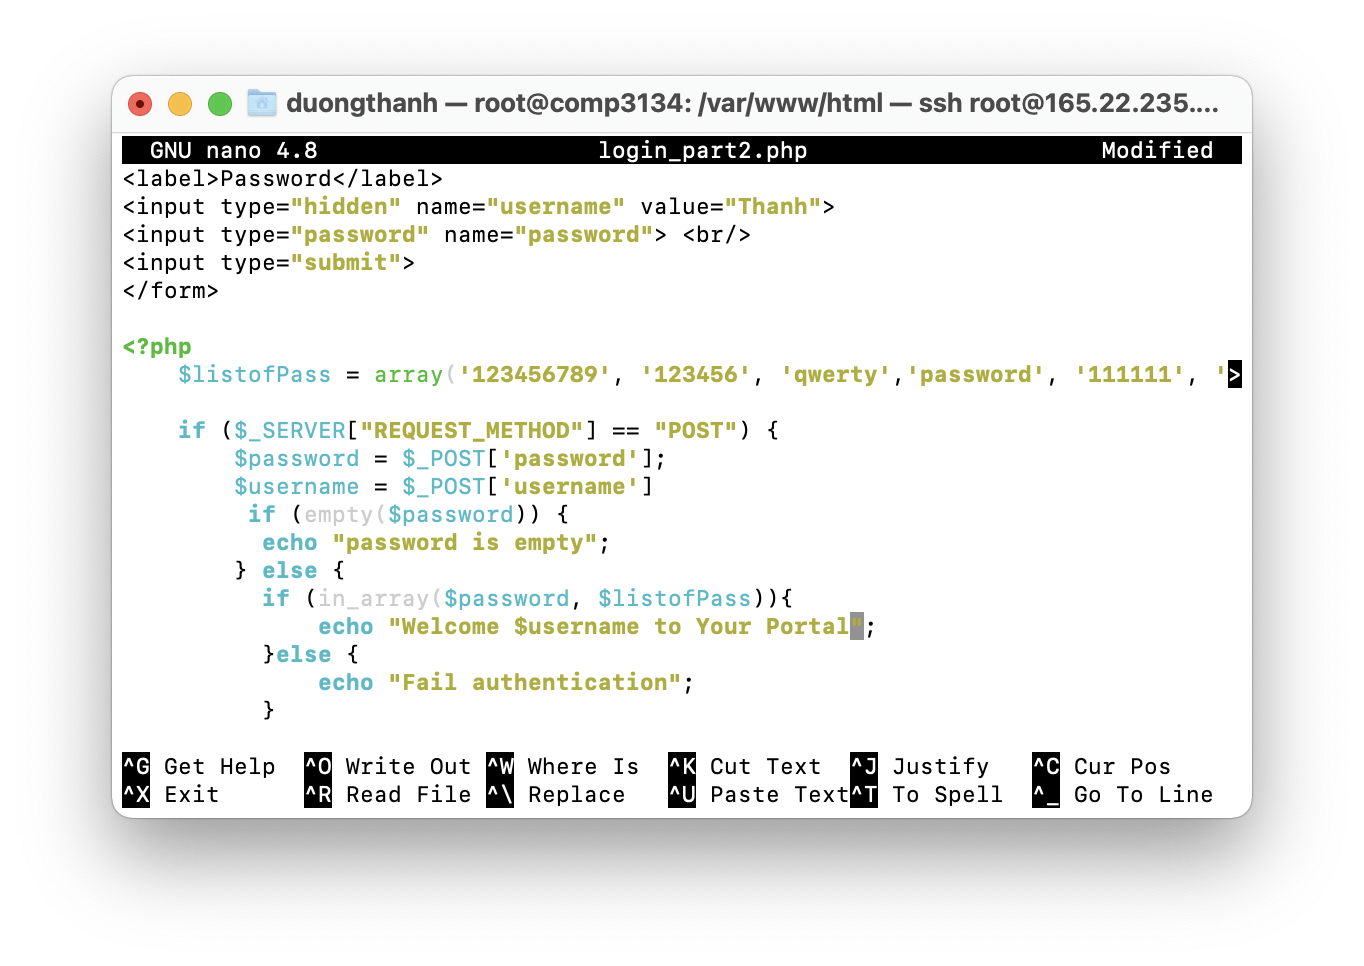 duongthanh — root@comp3134: /var/www/html — ssh root@165.22.235....
GNU nano 4.8 login_part2.php Modified
<label>Password</label>
<input type="hidden" name="username" value="Thanh">
<input type="password" name="password"> <br/>
<input type="submit">
</form>

<?php
    $listofPass = array('123456789', '123456', 'qwerty','password', '111111', '>

    if ($_SERVER["REQUEST_METHOD"] == "POST") {
        $password = $_POST['password'];
        $username = $_POST['username']
         if (empty($password)) {
          echo "password is empty";
        } else {
          if (in_array($password, $listofPass)){
              echo "Welcome $username to Your Portal";
          }else {
              echo "Fail authentication";
          }

^G Get Help ^O Write Out ^W Where Is ^K Cut Text ^J Justify ^C Cur Pos
^X Exit ^R Read File ^\ Replace ^U Paste Text ^T To Spell ^_ Go To Line